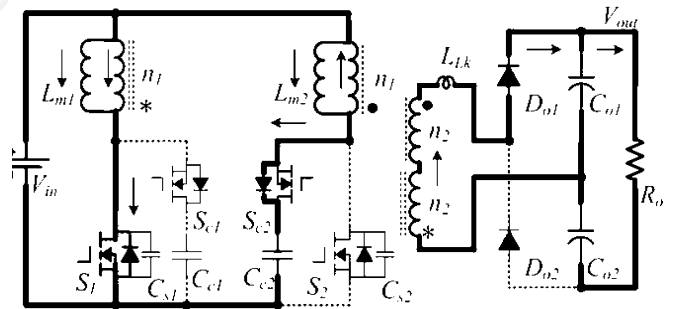 V_out
L_Lk
L_m1
n_1
L_m2
n_1
D_o1
C_o1
n_2
V_in
S_c1
S_c2
n_2
R_o
S_1
C_s1
C_c1
C_c2
S_2
C_s2
D_o2
C_o2